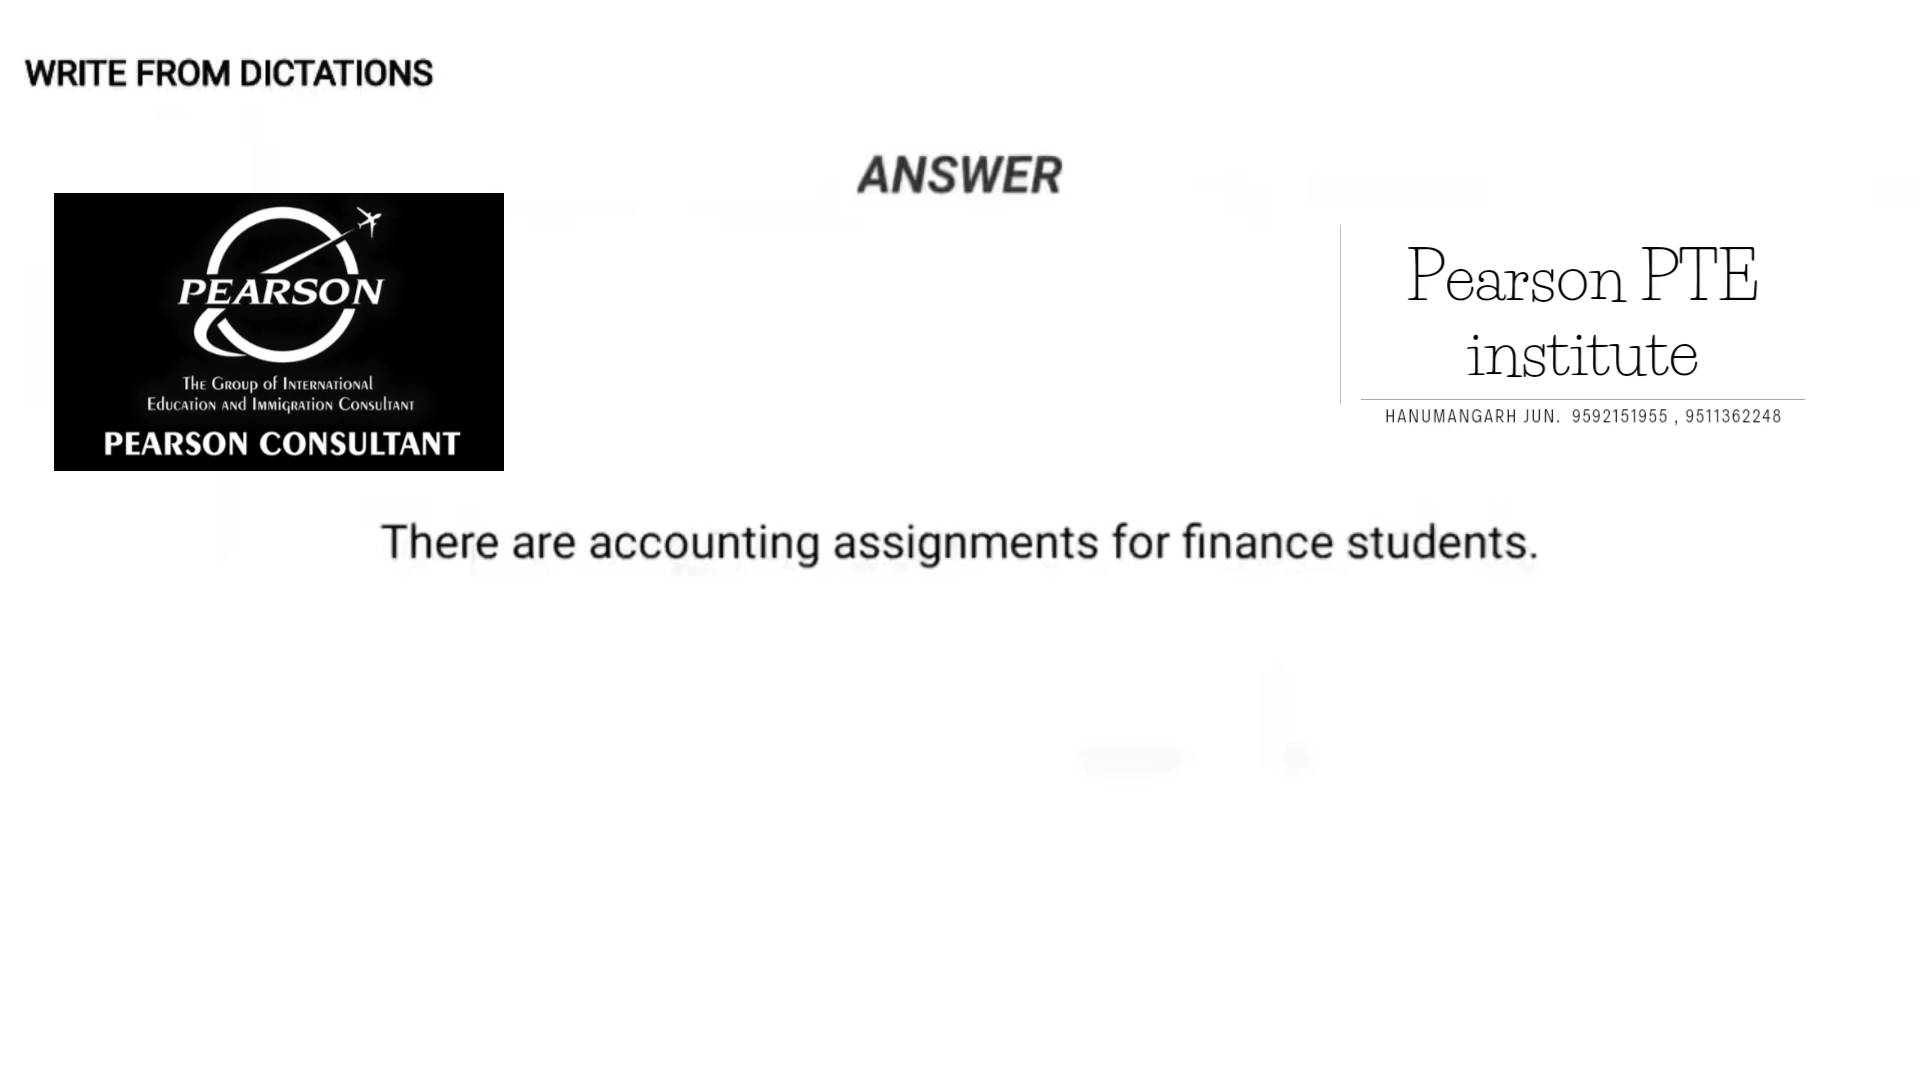 WRITE FROM DICTATIONS
ANSWER
PEARSON
The Group of International
Education and Immigration Consultant
PEARSON CONSULTANT
Pearson PTE
institute
HANUMANGARH JUN. 9592151955 , 9511362248
There are accounting assignments for finance students.